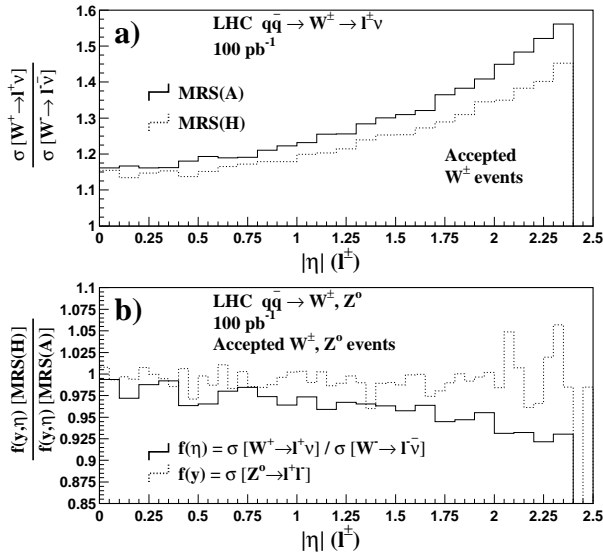 a)
LHC qq̄ → W± → l±ν
100 pb-1
MRS(A)
MRS(H)
Accepted
W± events
σ [W+→l+ν]
σ [W-→ l-ν̄]
1.6
1.5
1.4
1.3
1.2
1.1
1
0 0.25 0.5 0.75 1 1.25 1.5 1.75 2 2.25 2.5
|η| (l±)
b)
LHC qq̄ → W±, Zo
100 pb-1
Accepted W±, Zo events
f(η) = σ [W+→l+ν] / σ [W-→ l-ν̄]
f(y) = σ [Zo→l+l-]
f(y,η) [MRS(H)]
f(y,η) [MRS(A)]
1.1
1.075
1.05
1.025
1
0.975
0.95
0.925
0.9
0.875
0.85
0 0.25 0.5 0.75 1 1.25 1.5 1.75 2 2.25 2.5
|η| (l±)